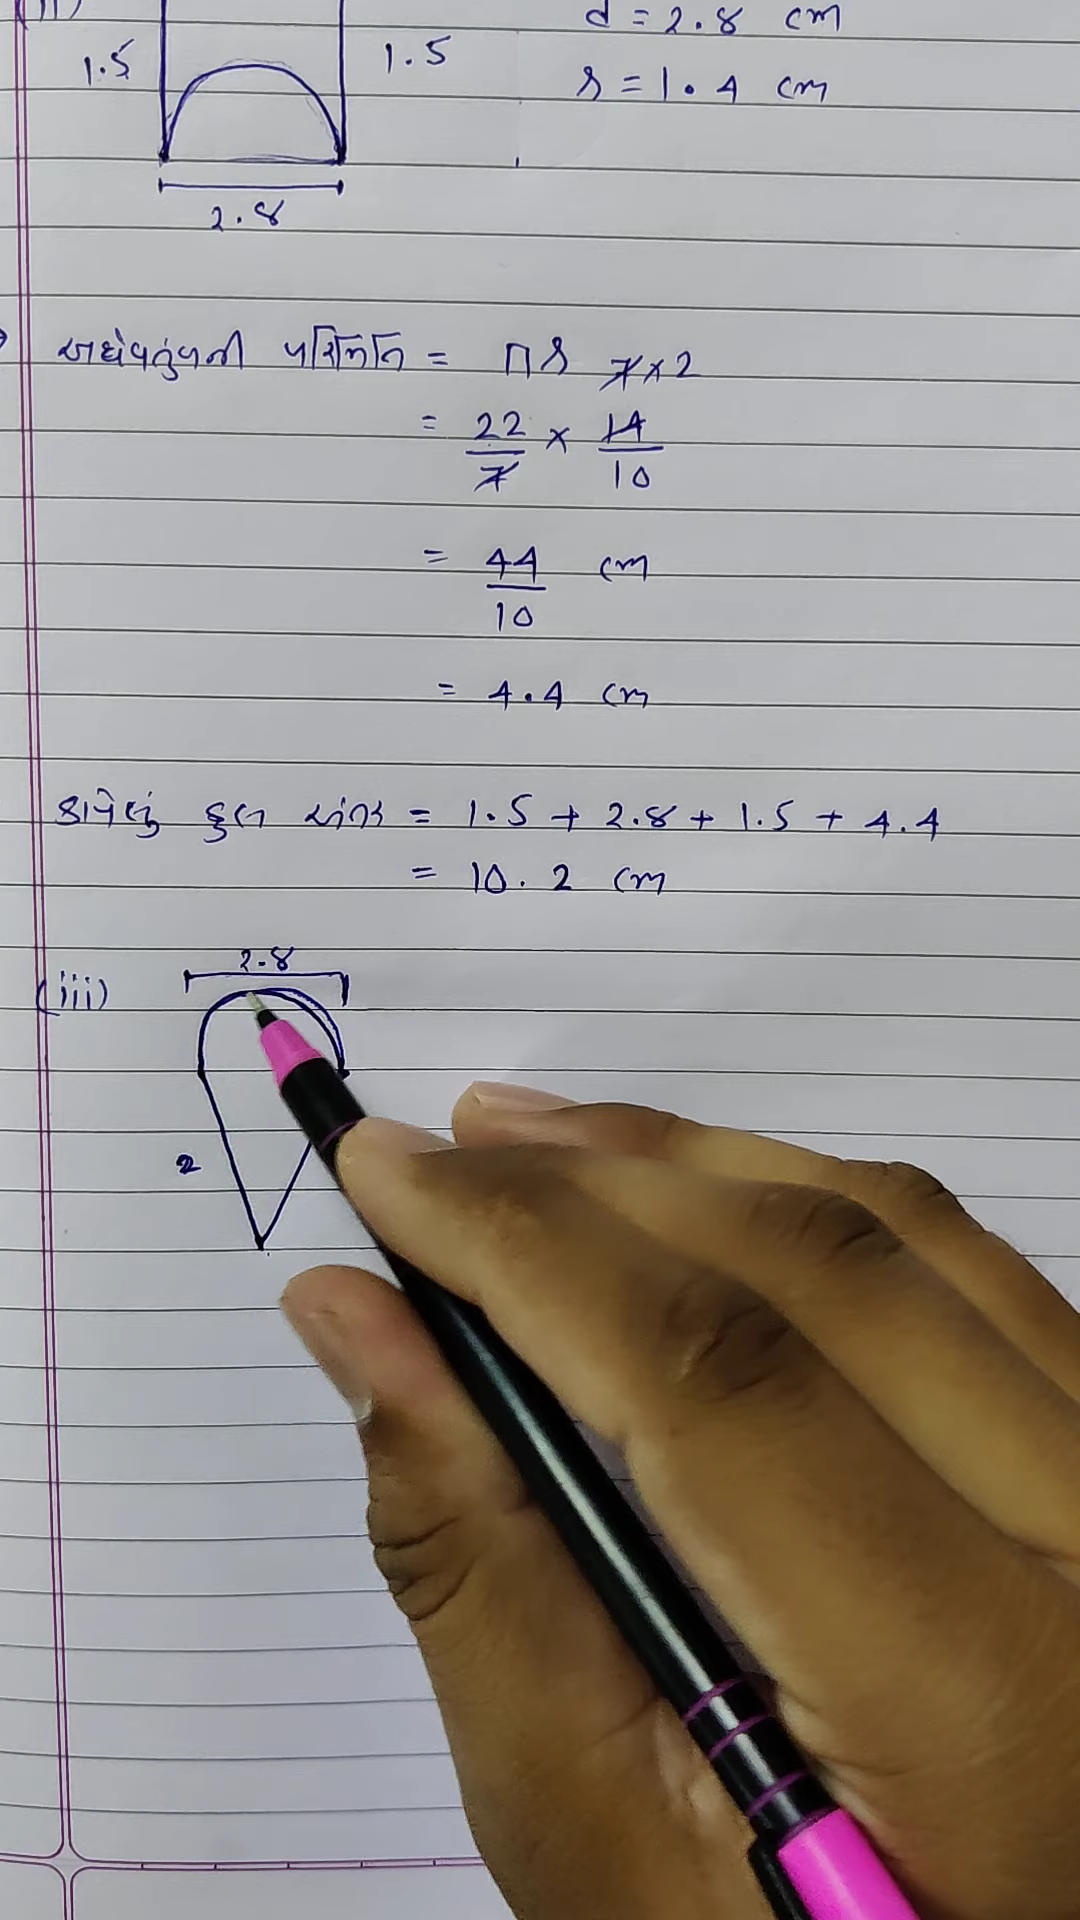 d = 2.8 cm
1.5 1.5
r = 1.4 cm
2.8
અર્ધવર્તુળની પરિમિતિ = πr 7×2
= 22/7 × 14/10
= 44/10 cm
= 4.4 cm
કાપેલું કુલ અંતર = 1.5 + 2.8 + 1.5 + 4.4
= 10.2 cm
2.8
(iii)
2